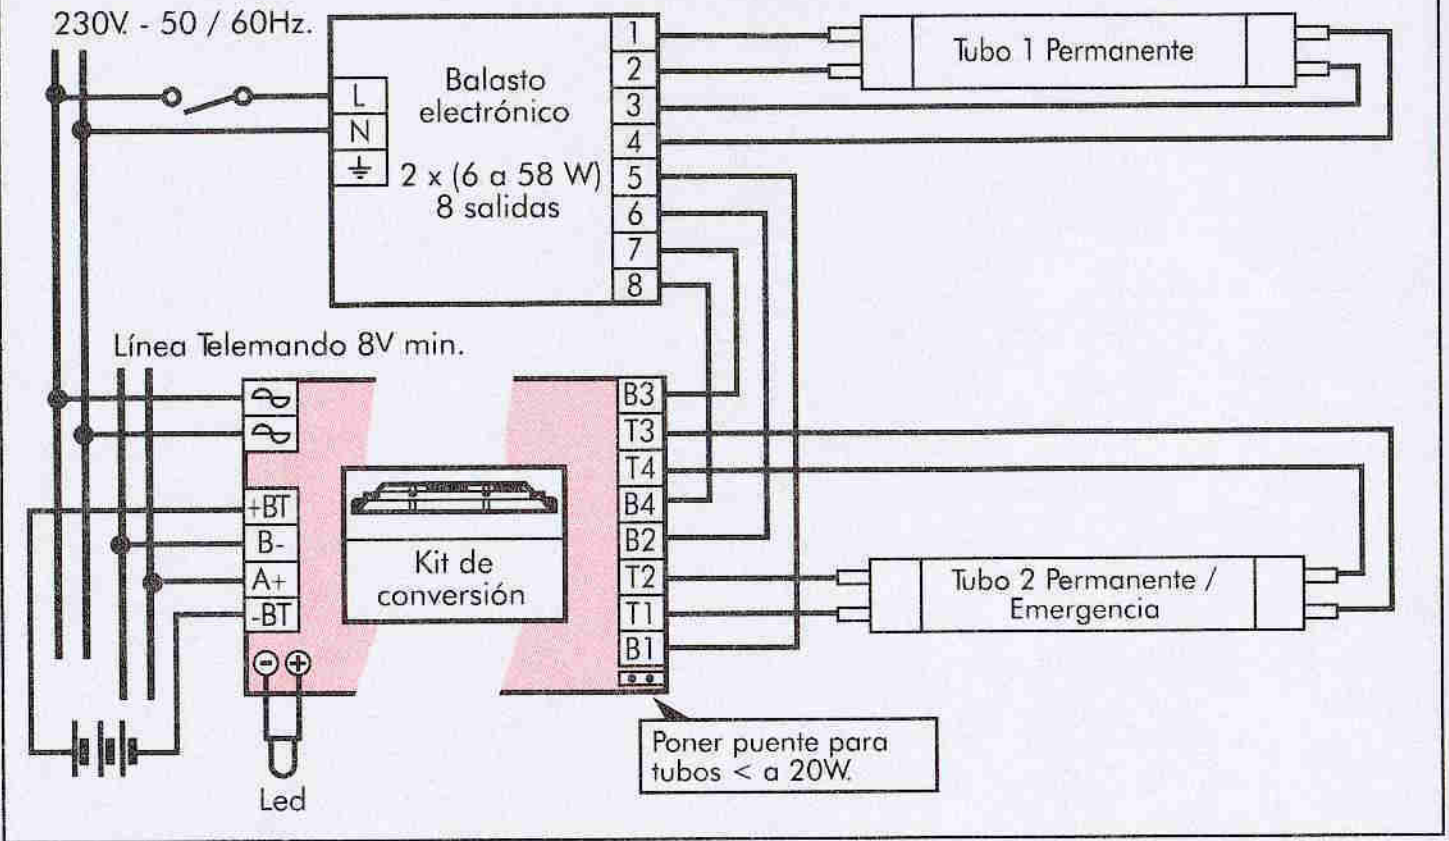 230V. - 50 / 60Hz.
L
N
Balasto
electrónico
2 x (6 a 58 W)
8 salidas
1
2
3
4
5
6
7
8
Tubo 1 Permanente
Línea Telemando 8V min.
+BT
B-
A+
-BT
- +
Led
Kit de
conversión
B3
T3
T4
B4
B2
T2
T1
B1
Tubo 2 Permanente /
Emergencia
Poner puente para
tubos < a 20W.